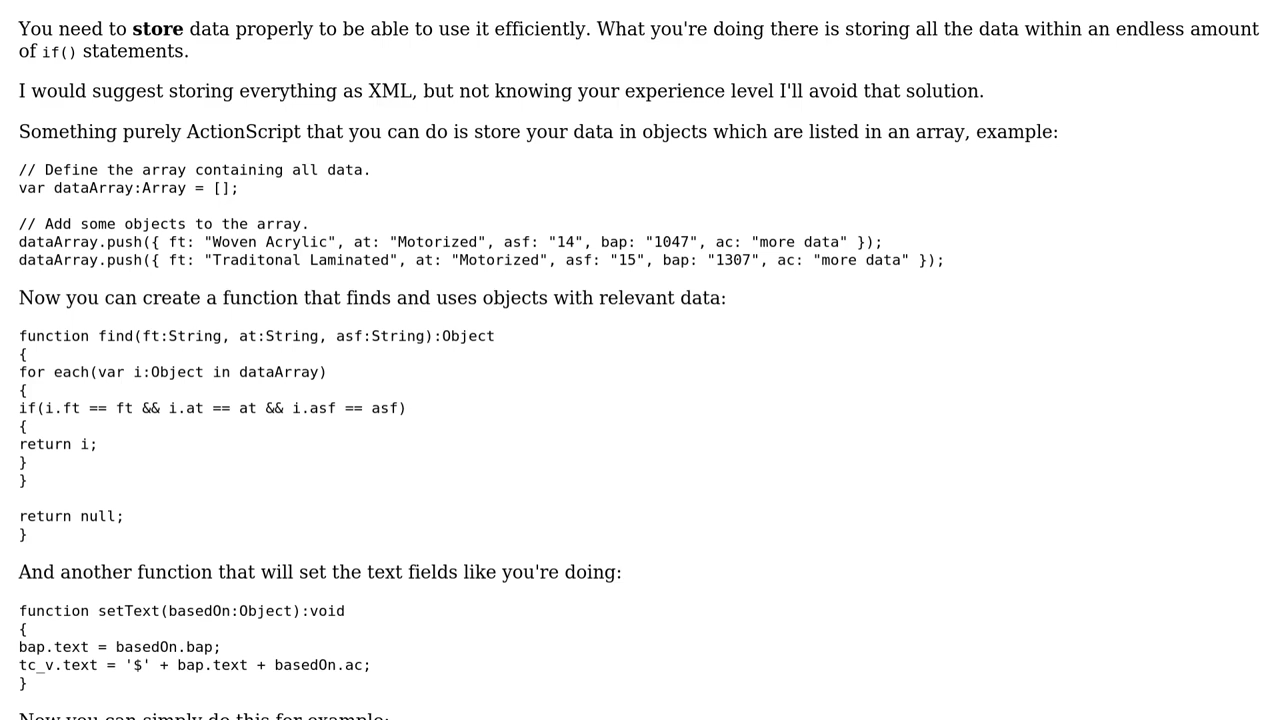 You need to store data properly to be able to use it efficiently. What you're doing there is storing all the data within an endless amount
of if() statements.
I would suggest storing everything as XML, but not knowing your experience level I'll avoid that solution.
Something purely ActionScript that you can do is store your data in objects which are listed in an array, example:
// Define the array containing all data.
var dataArray:Array = [];
// Add some objects to the array.
dataArray.push({ ft: "Woven Acrylic", at: "Motorized", asf: "14", bap: "1047", ac: "more data" });
dataArray.push({ ft: "Traditonal Laminated", at: "Motorized", asf: "15", bap: "1307", ac: "more data" });
Now you can create a function that finds and uses objects with relevant data:
function find(ft:String, at:String, asf:String):Object
{
for each(var i:Object in dataArray)
{
if(i.ft == ft && i.at == at && i.asf == asf)
{
return i;
}
}
return null;
}
And another function that will set the text fields like you're doing:
function setText(basedOn:Object):void
{
bap.text = basedOn.bap;
tc_v.text = '$' + bap.text + basedOn.ac;
}
Now you can simply do this for example: